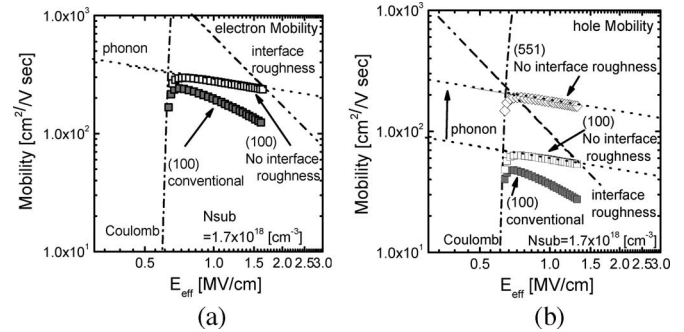 1.0x10³
1.0x10²
1.0x10¹
Mobility [cm²/V sec]
electron Mobility
phonon
interface
roughness
(100)
No interface
roughness
(100)
conventional
Coulomb
Nsub
=1.7x10¹⁸ [cm⁻³]
0.5
1.0
1.5
2.0
2.5
3.0
E_eff [MV/cm]
(a)
1.0x10³
1.0x10²
1.0x10¹
Mobility [cm²/V sec]
hole Mobility
(551)
No interface roughness
phonon
(100)
No interface
roughness
(100)
conventional
interface
roughness
Coulomb
Nsub=1.7x10¹⁸ [cm⁻³]
0.5
1.0
1.5
2.0
2.5
3.0
E_eff [MV/cm]
(b)